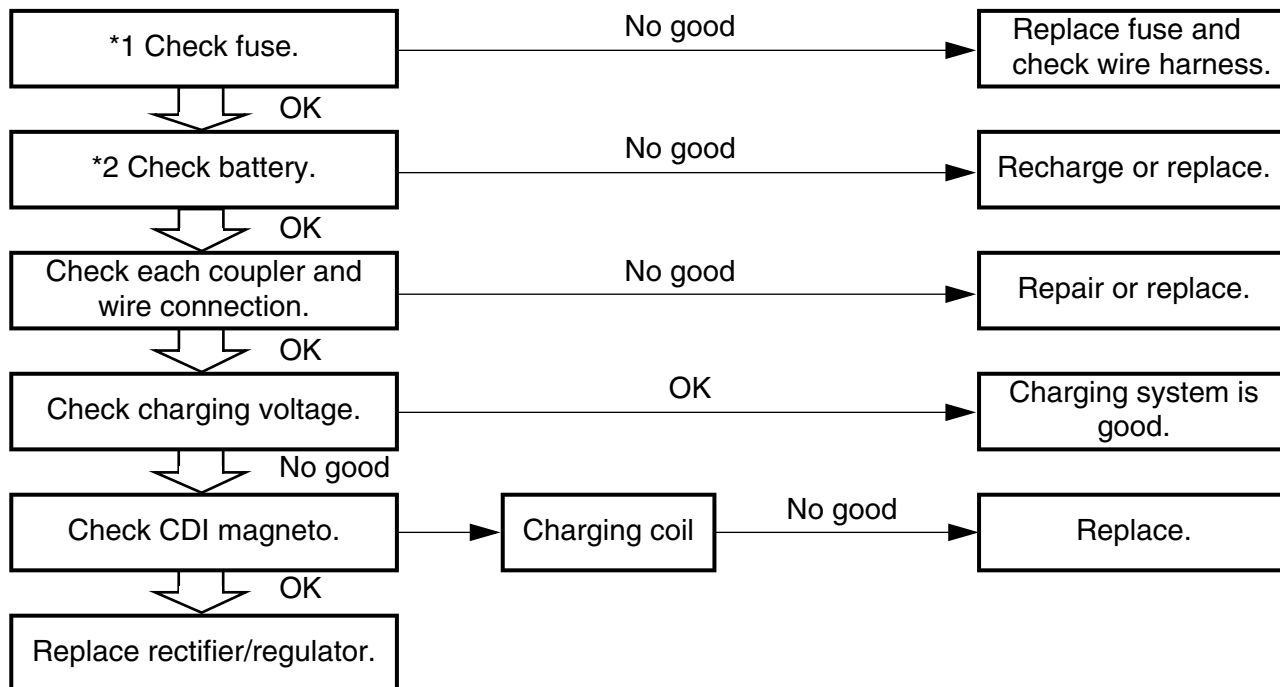 *1 Check fuse.
No good
Replace fuse and
check wire harness.
OK
*2 Check battery.
No good
Recharge or replace.
OK
Check each coupler and
wire connection.
No good
Repair or replace.
OK
Check charging voltage.
OK
Charging system is
good.
No good
Check CDI magneto.
Charging coil
No good
Replace.
OK
Replace rectifier/regulator.